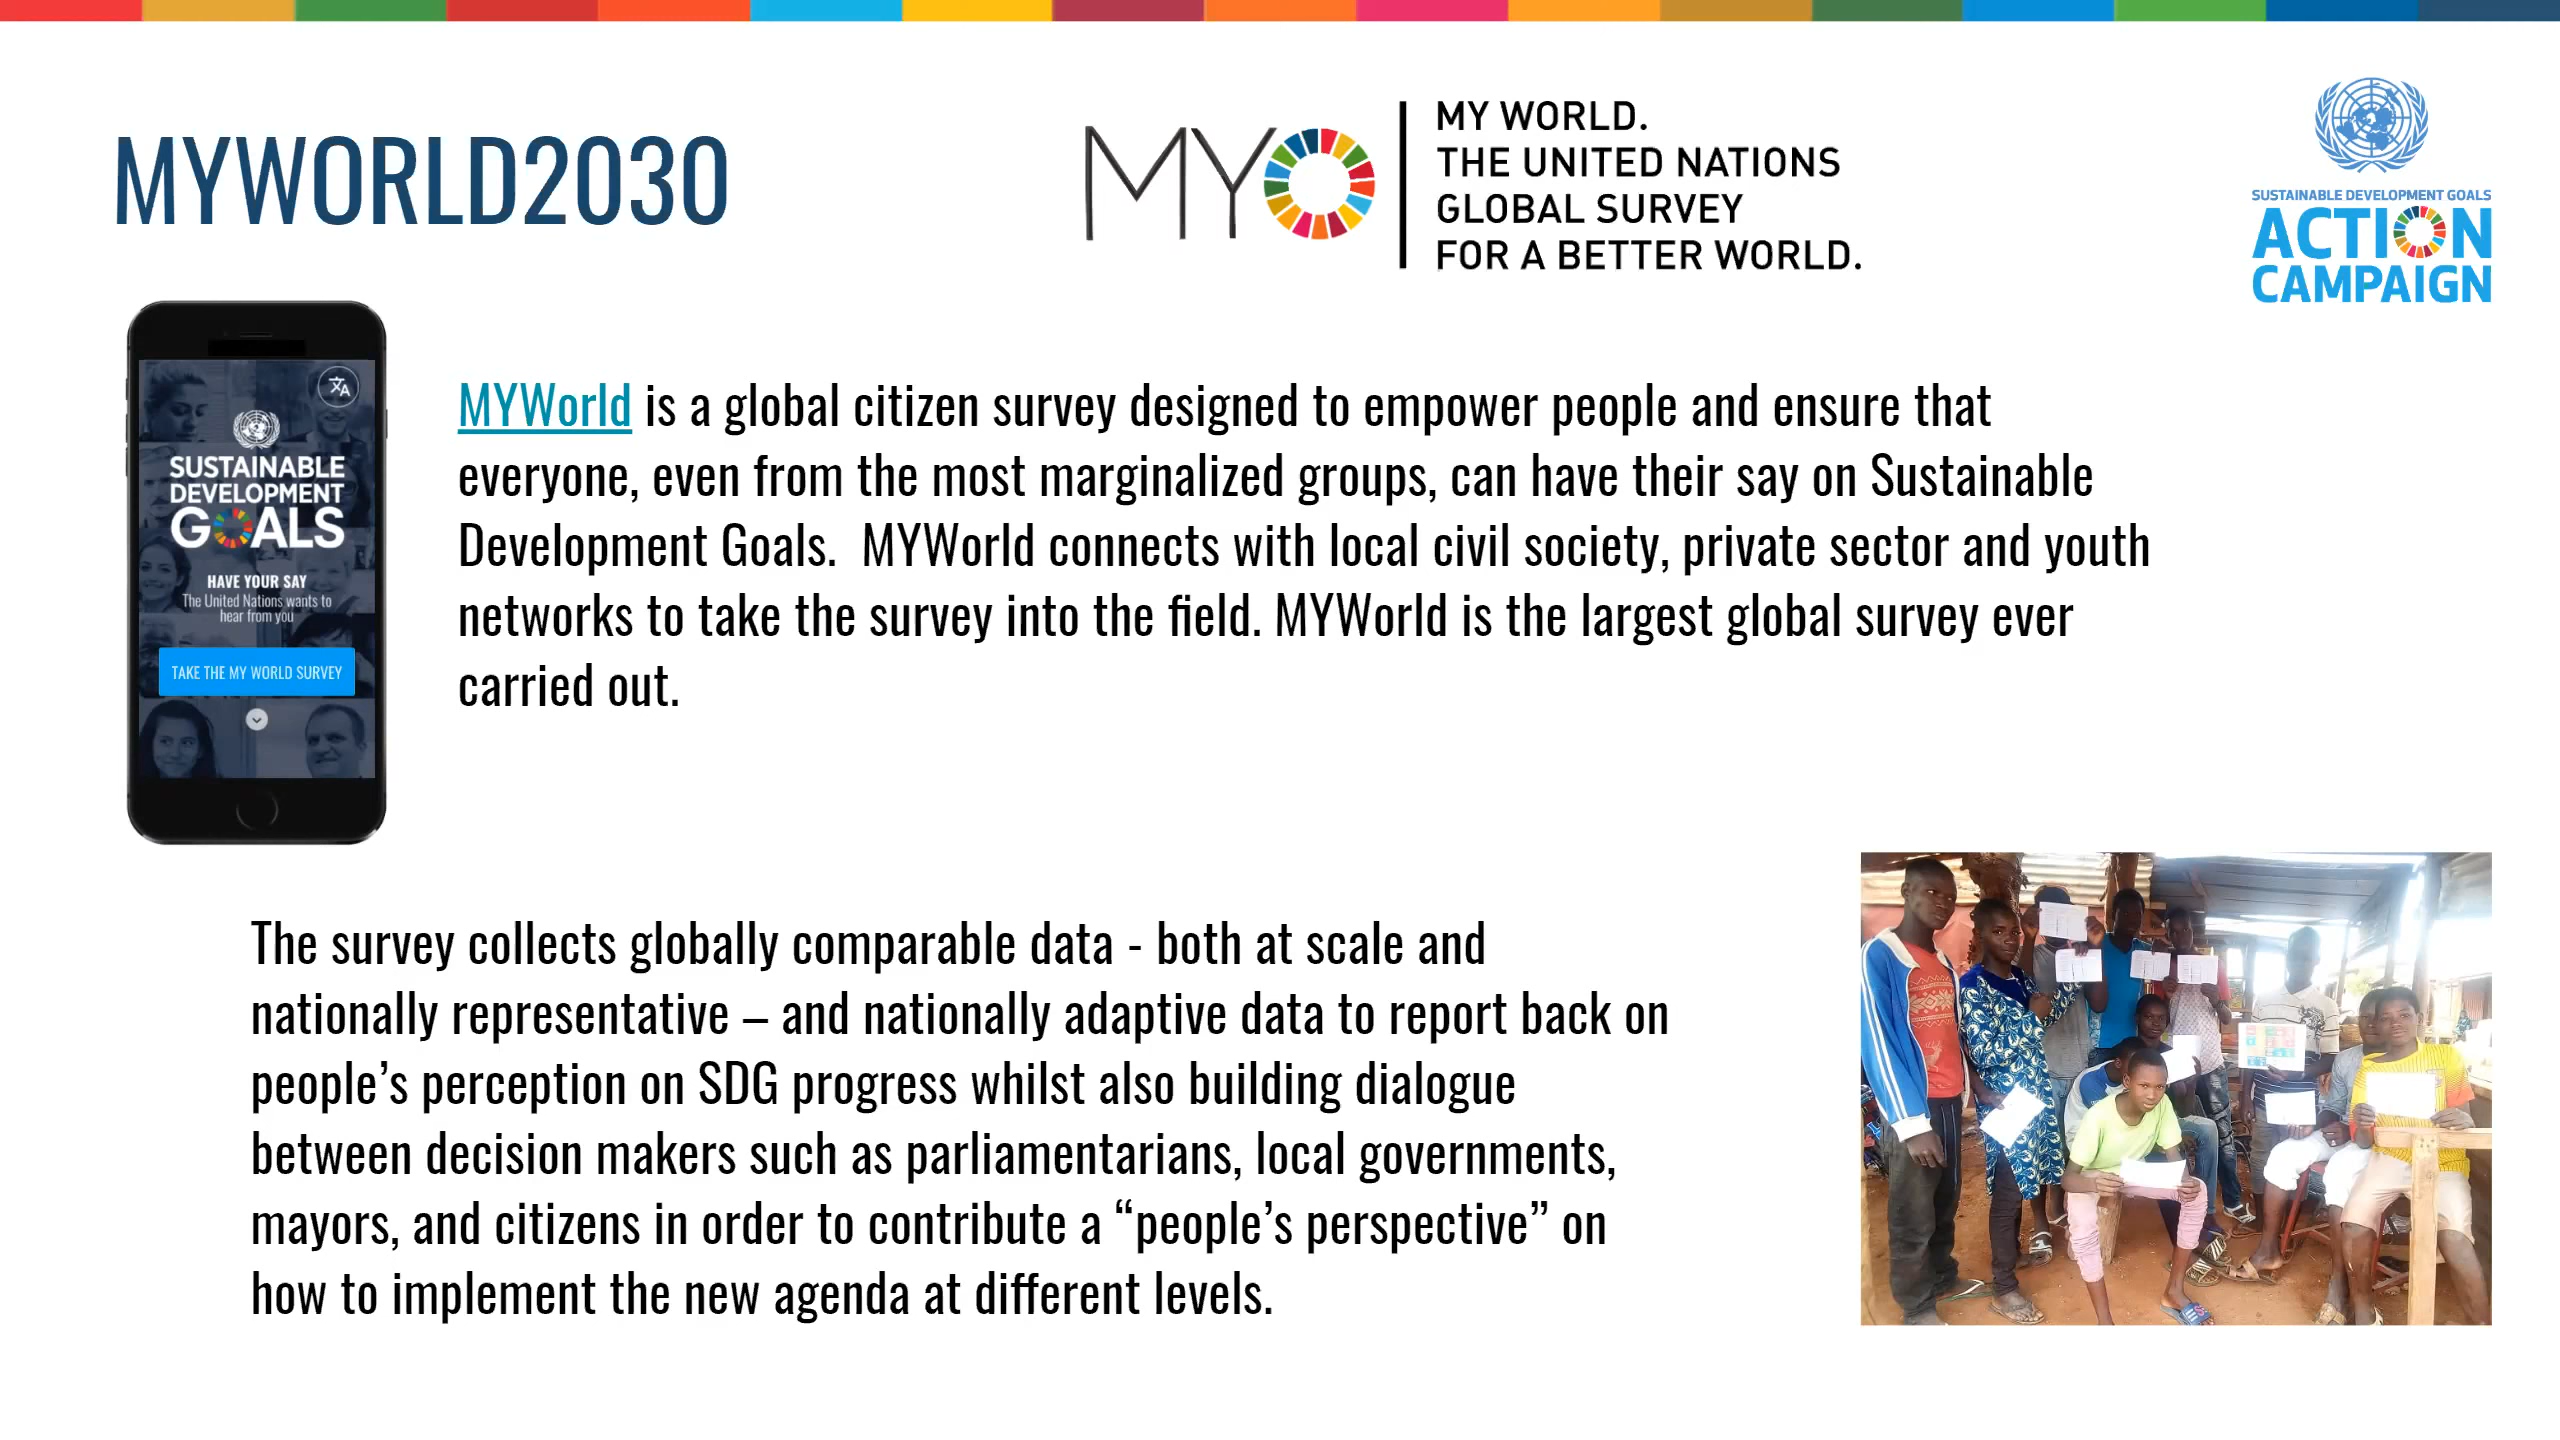 MYWORLD2030
MY
MY WORLD.
THE UNITED NATIONS
GLOBAL SURVEY
FOR A BETTER WORLD.
SUSTAINABLE DEVELOPMENT GOALS
ACTION
CAMPAIGN
SUSTAINABLE
DEVELOPMENT
GOALS
HAVE YOUR SAY
The United Nations wants to
hear from you
TAKE THE MY WORLD SURVEY
MYWorld is a global citizen survey designed to empower people and ensure that
everyone, even from the most marginalized groups, can have their say on Sustainable
Development Goals.  MYWorld connects with local civil society, private sector and youth
networks to take the survey into the field. MYWorld is the largest global survey ever
carried out.
The survey collects globally comparable data - both at scale and
nationally representative – and nationally adaptive data to report back on
people’s perception on SDG progress whilst also building dialogue
between decision makers such as parliamentarians, local governments,
mayors, and citizens in order to contribute a “people’s perspective” on
how to implement the new agenda at different levels.